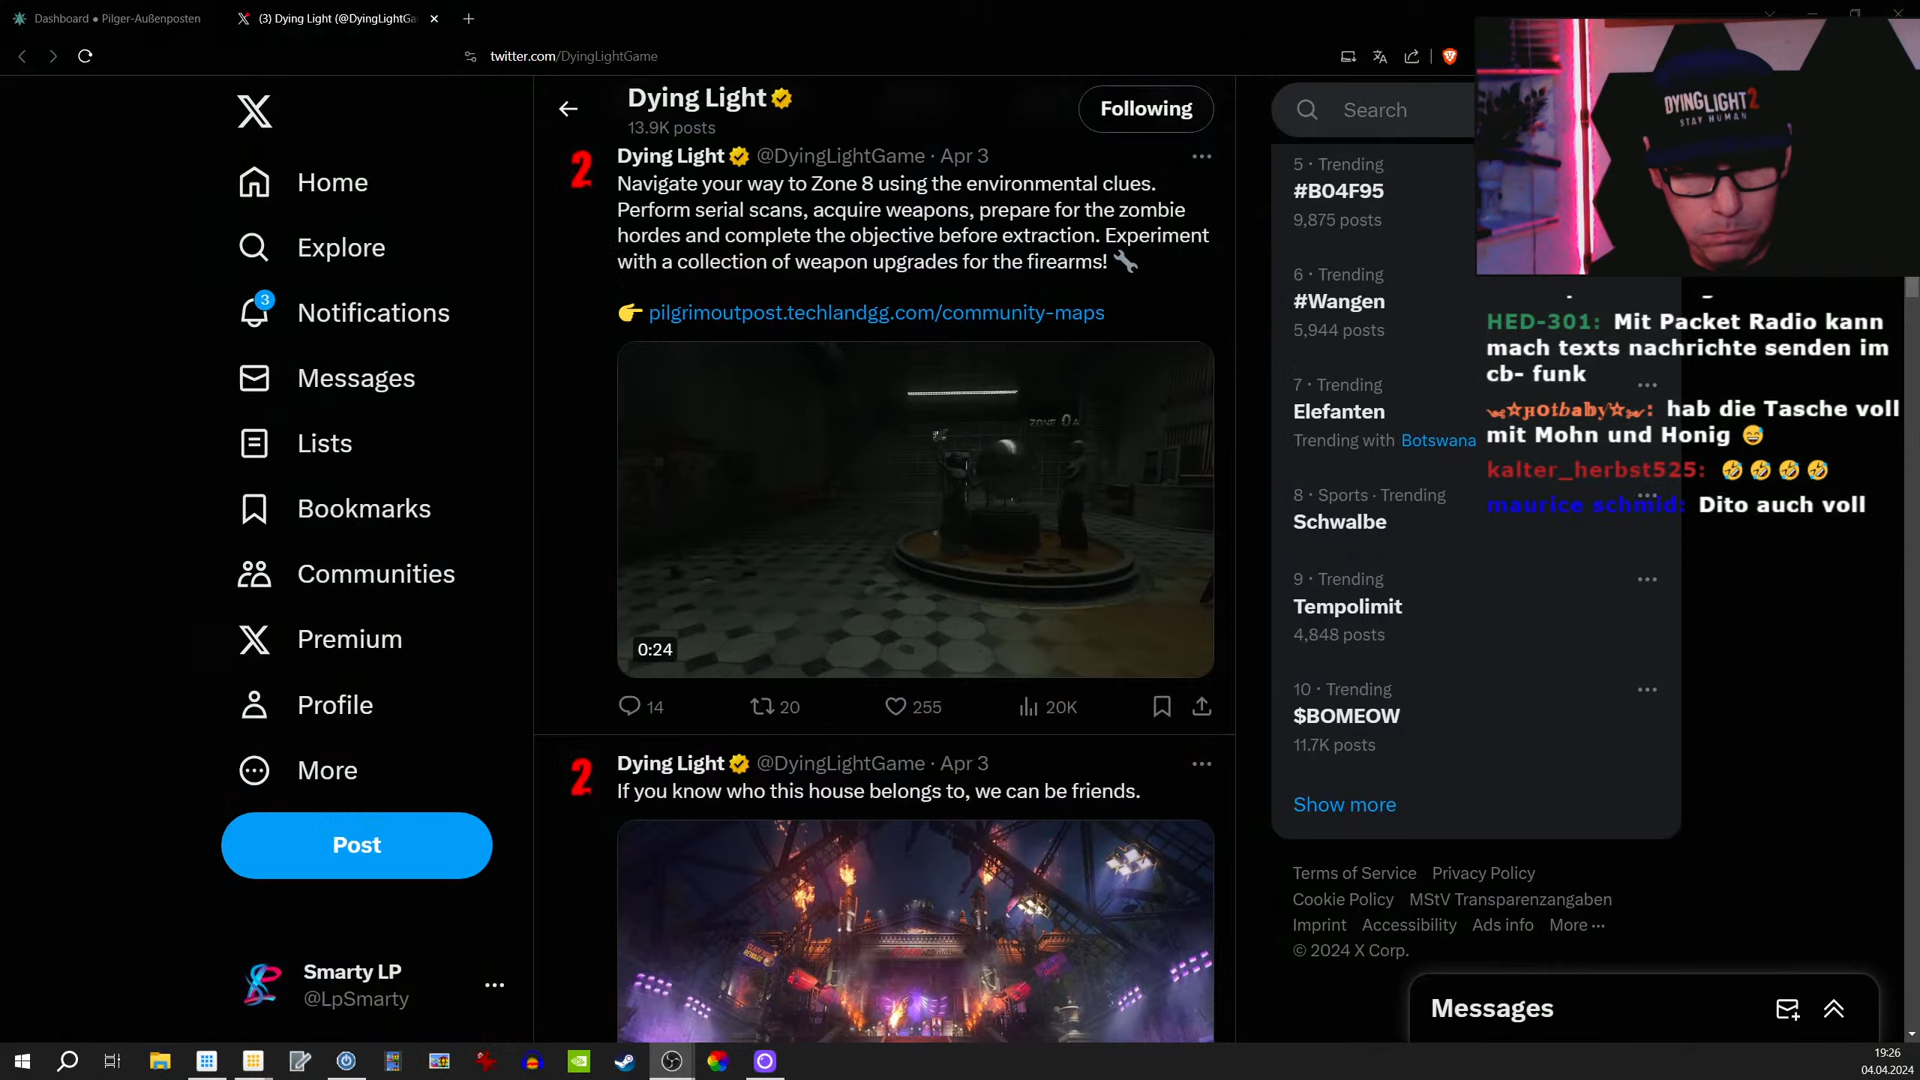 Dashboard ● Pilger-Außenposten
(3) Dying Light (@DyingLightGa
twitter.com/DyingLightGame
DYINGLIGHT2
STAY HUMAN
Home
Explore
3
Notifications
Messages
Lists
Bookmarks
Communities
Premium
Profile
More
Post
Smarty LP
@LpSmarty
Dying Light
13.9K posts
Following
Dying Light @DyingLightGame · Apr 3
Navigate your way to Zone 8 using the environmental clues.
Perform serial scans, acquire weapons, prepare for the zombie
hordes and complete the objective before extraction. Experiment
with a collection of weapon upgrades for the firearms! 🔧
👉 pilgrimoutpost.techlandgg.com/community-maps
0:24
14
20
255
20K
Dying Light @DyingLightGame · Apr 3
If you know who this house belongs to, we can be friends.
Search
5 · Trending
#BO4F95
9,875 posts
6 · Trending
#Wangen
5,944 posts
7 · Trending
Elefanten
Trending with Botswana
8 · Sports · Trending
Schwalbe
9 · Trending
Tempolimit
4,848 posts
10 · Trending
$BOMEOW
11.7K posts
Show more
Terms of Service Privacy Policy
Cookie Policy MStV Transparenzangaben
Imprint Accessibility Ads info More ···
© 2024 X Corp.
Messages
HED-301: Mit Packet Radio kann
mach texts nachrichte senden im
cb- funk
hotbaby: hab die Tasche voll
mit Mohn und Honig 😅
kalter_herbst525: 🤣🤣🤣🤣
maurice schmid: Dito auch voll
19:26
04.04.2024